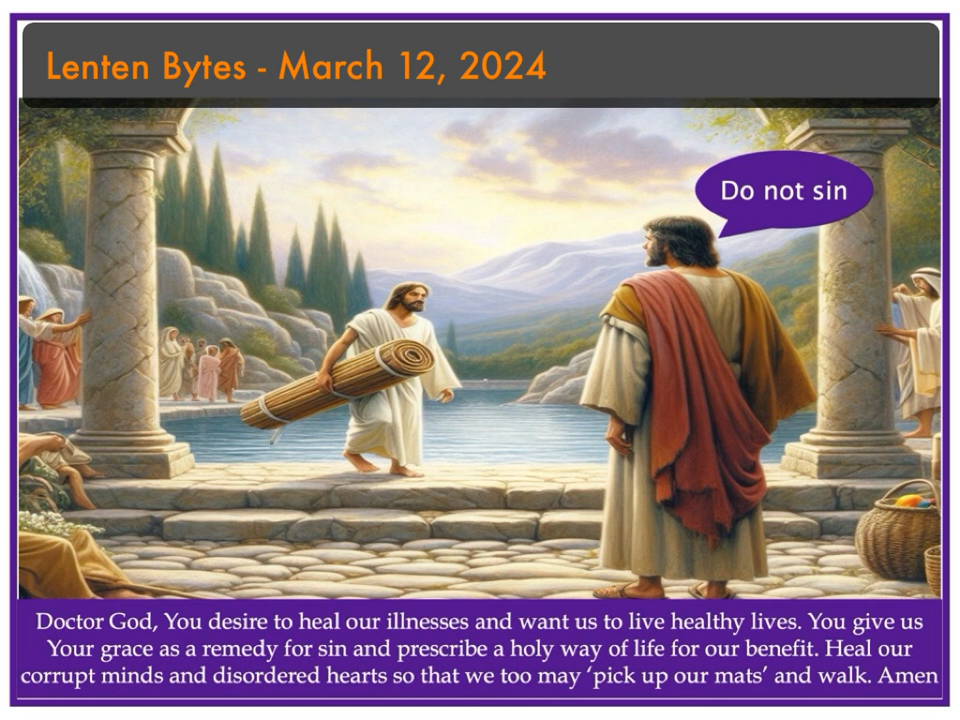 Lenten Bytes - March 12, 2024
Do not sin
Doctor God, You desire to heal our illnesses and want us to live healthy lives. You give us
Your grace as a remedy for sin and prescribe a holy way of life for our benefit. Heal our
corrupt minds and disordered hearts so that we too may ‘pick up our mats’ and walk. Amen